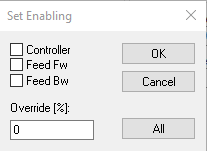 Set Enabling
Controller
Feed Fw
Feed Bw
OK
Cancel
Override [%]:
0
All